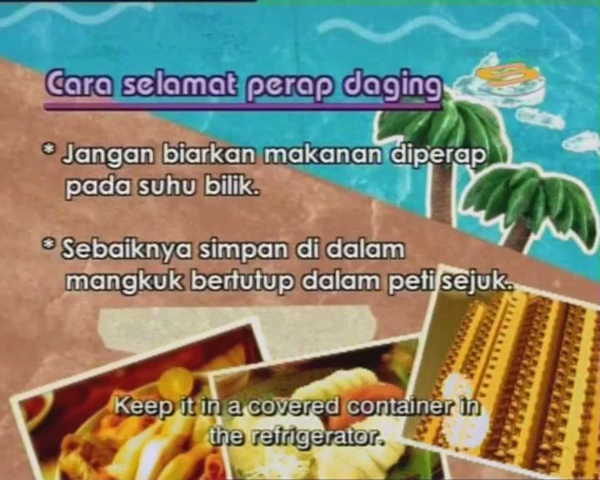 Cara selamat perap daging
* Jangan biarkan makanan diperap
pada suhu bilik.
* Sebaiknya simpan di dalam
mangkuk bertutup dalam peti sejuk.
Keep it in a covered container in
the refrigerator.